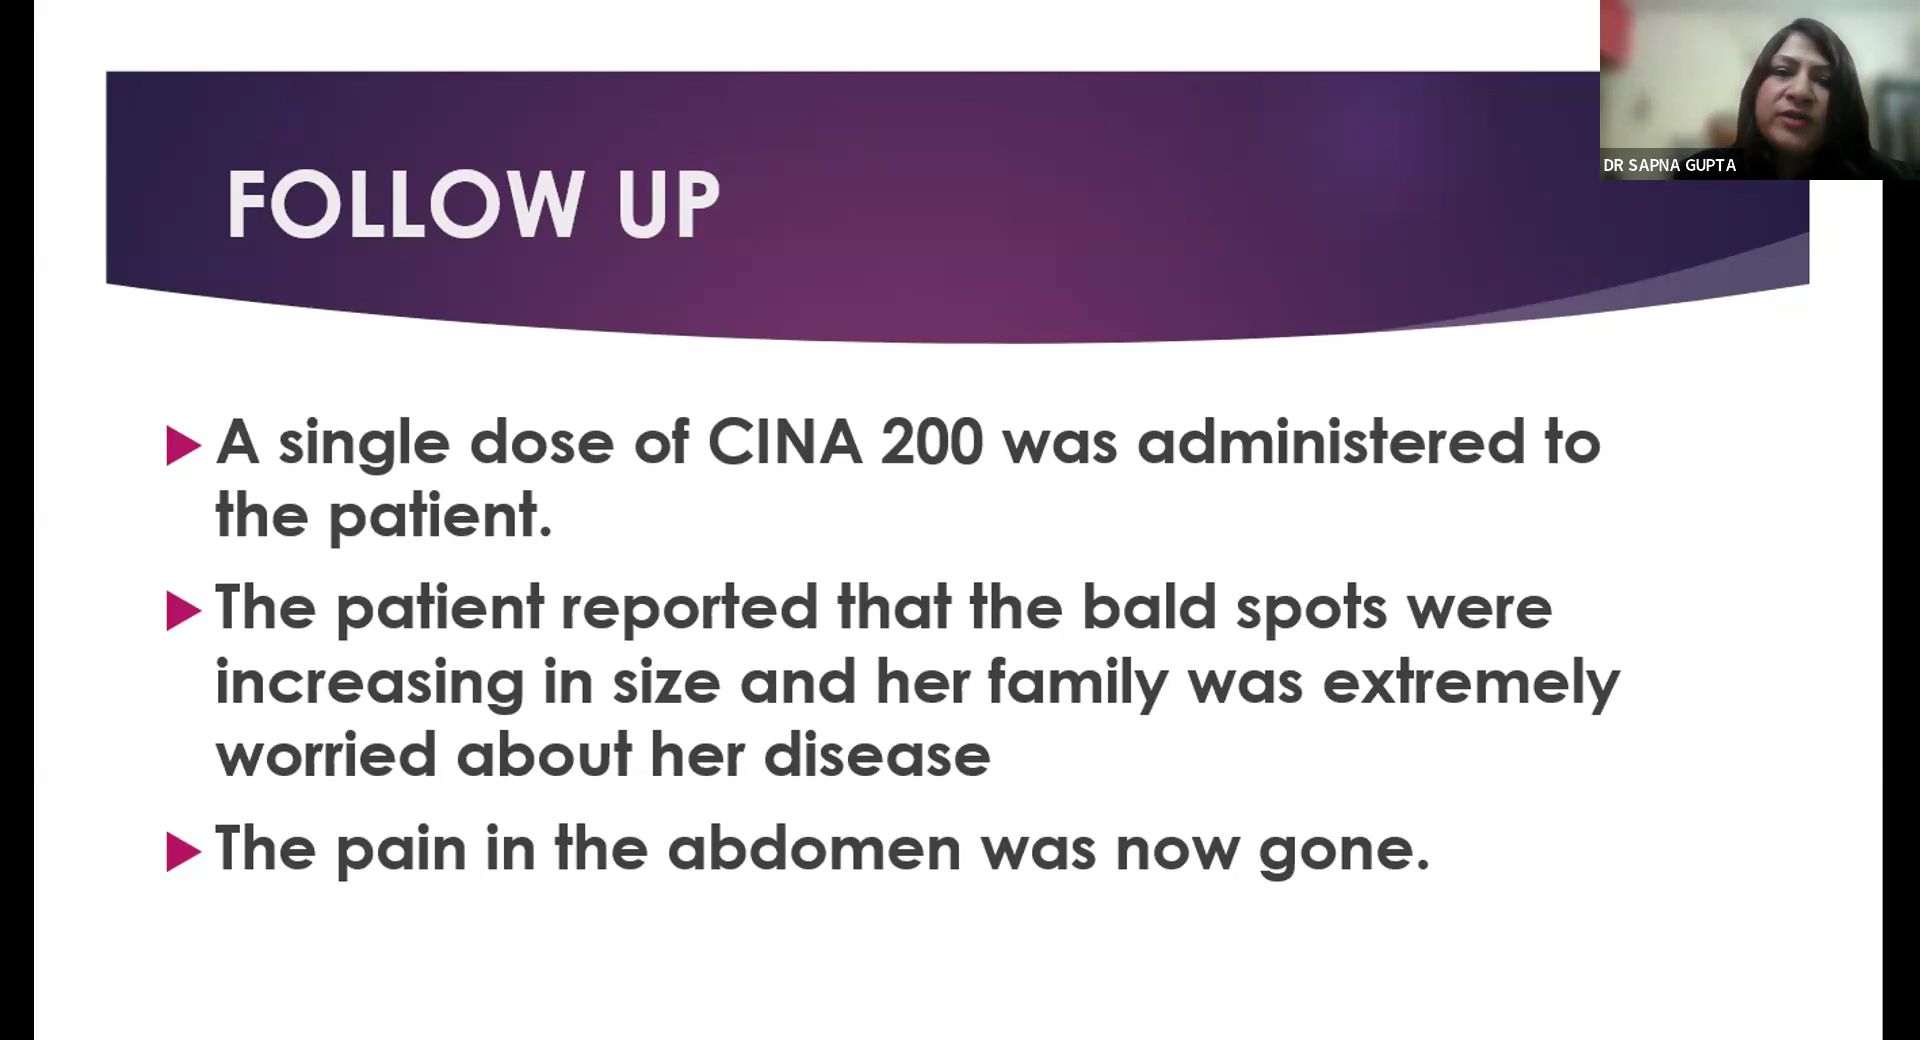 DR SAPNA GUPTA
FOLLOW UP
A single dose of CINA 200 was administered to
the patient.
The patient reported that the bald spots were
increasing in size and her family was extremely
worried about her disease
The pain in the abdomen was now gone.